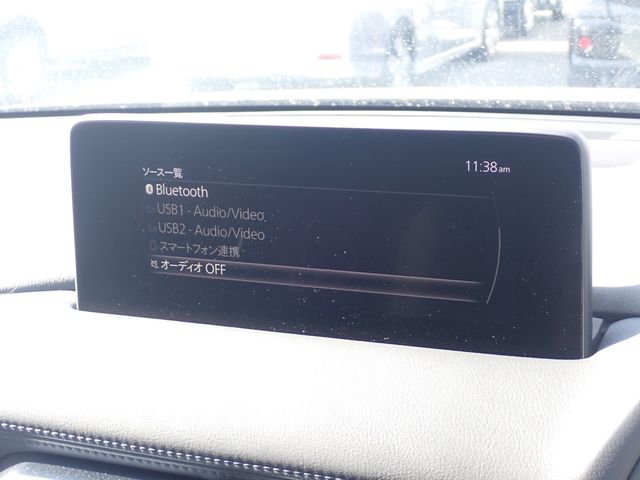 ソース一覧
11:38am
Bluetooth
USB1 - Audio/Video
USB2 - Audio/Video
スマートフォン連携
オーディオ OFF